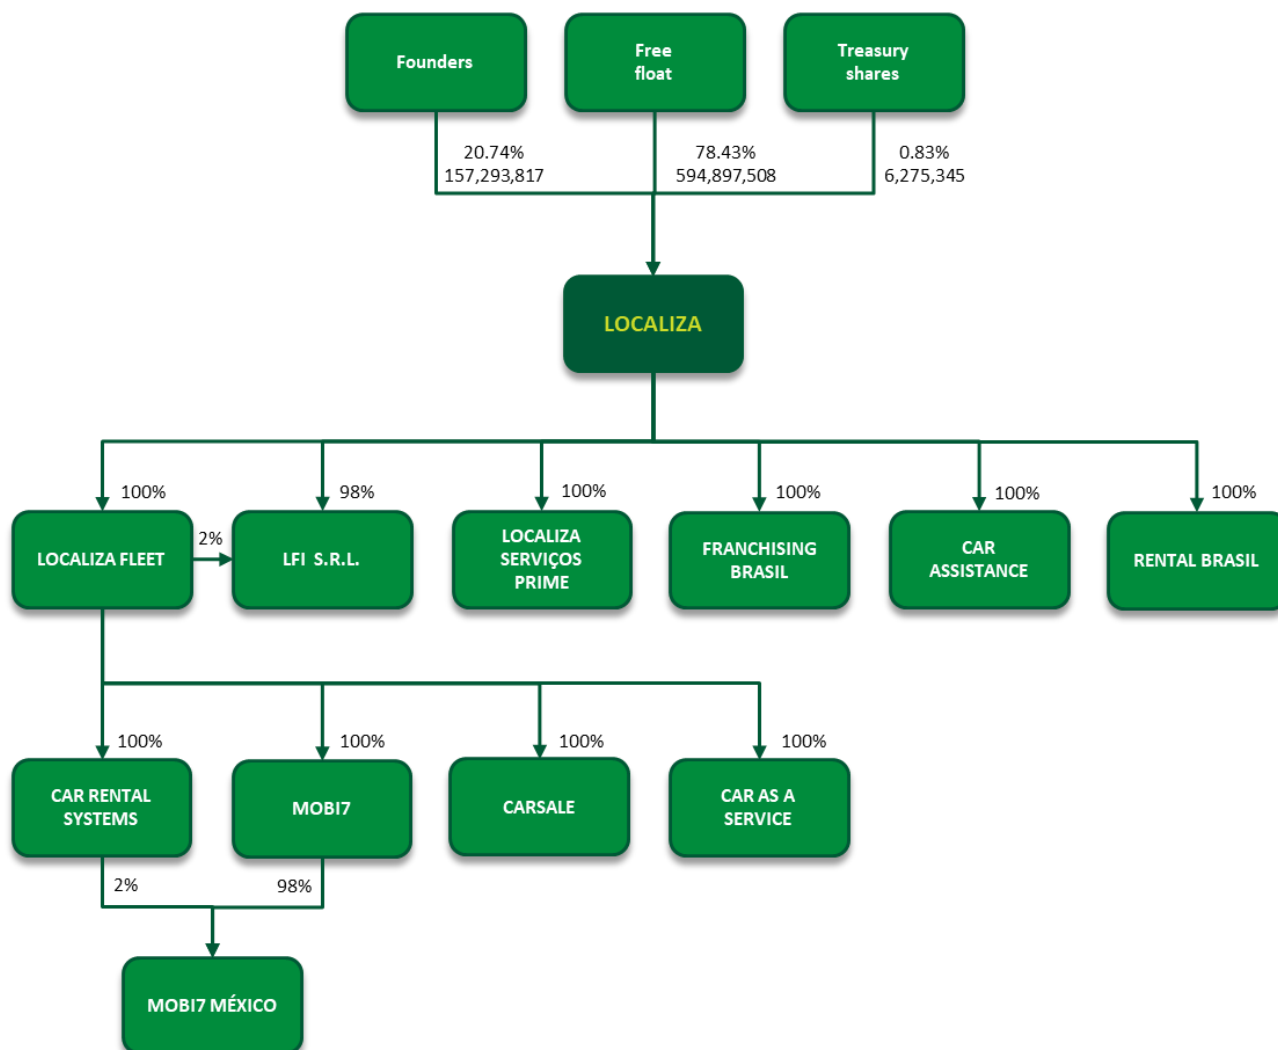 Founders
Free
float
Treasury
shares
20.74%
157,293,817
78.43%
594,897,508
0.83%
6,275,345
LOCALIZA
100%
98%
100%
100%
100%
100%
LOCALIZA FLEET
2%
LFI S.R.L.
LOCALIZA
SERVIÇOS
PRIME
FRANCHISING
BRASIL
CAR
ASSISTANCE
RENTAL BRASIL
100%
100%
100%
100%
CAR RENTAL
SYSTEMS
MOBI7
CARSALE
CAR AS A
SERVICE
2%
98%
MOBI7 MÉXICO